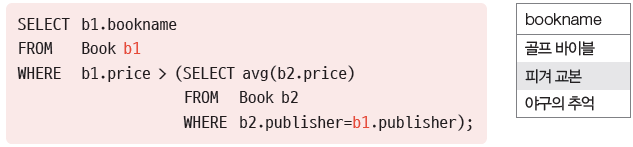 SELECT b1.bookname
FROM Book b1
WHERE b1.price > (SELECT avg(b2.price)
FROM Book b2
WHERE b2.publisher=b1.publisher);
bookname
골프 바이블
피겨 교본
야구의 추억